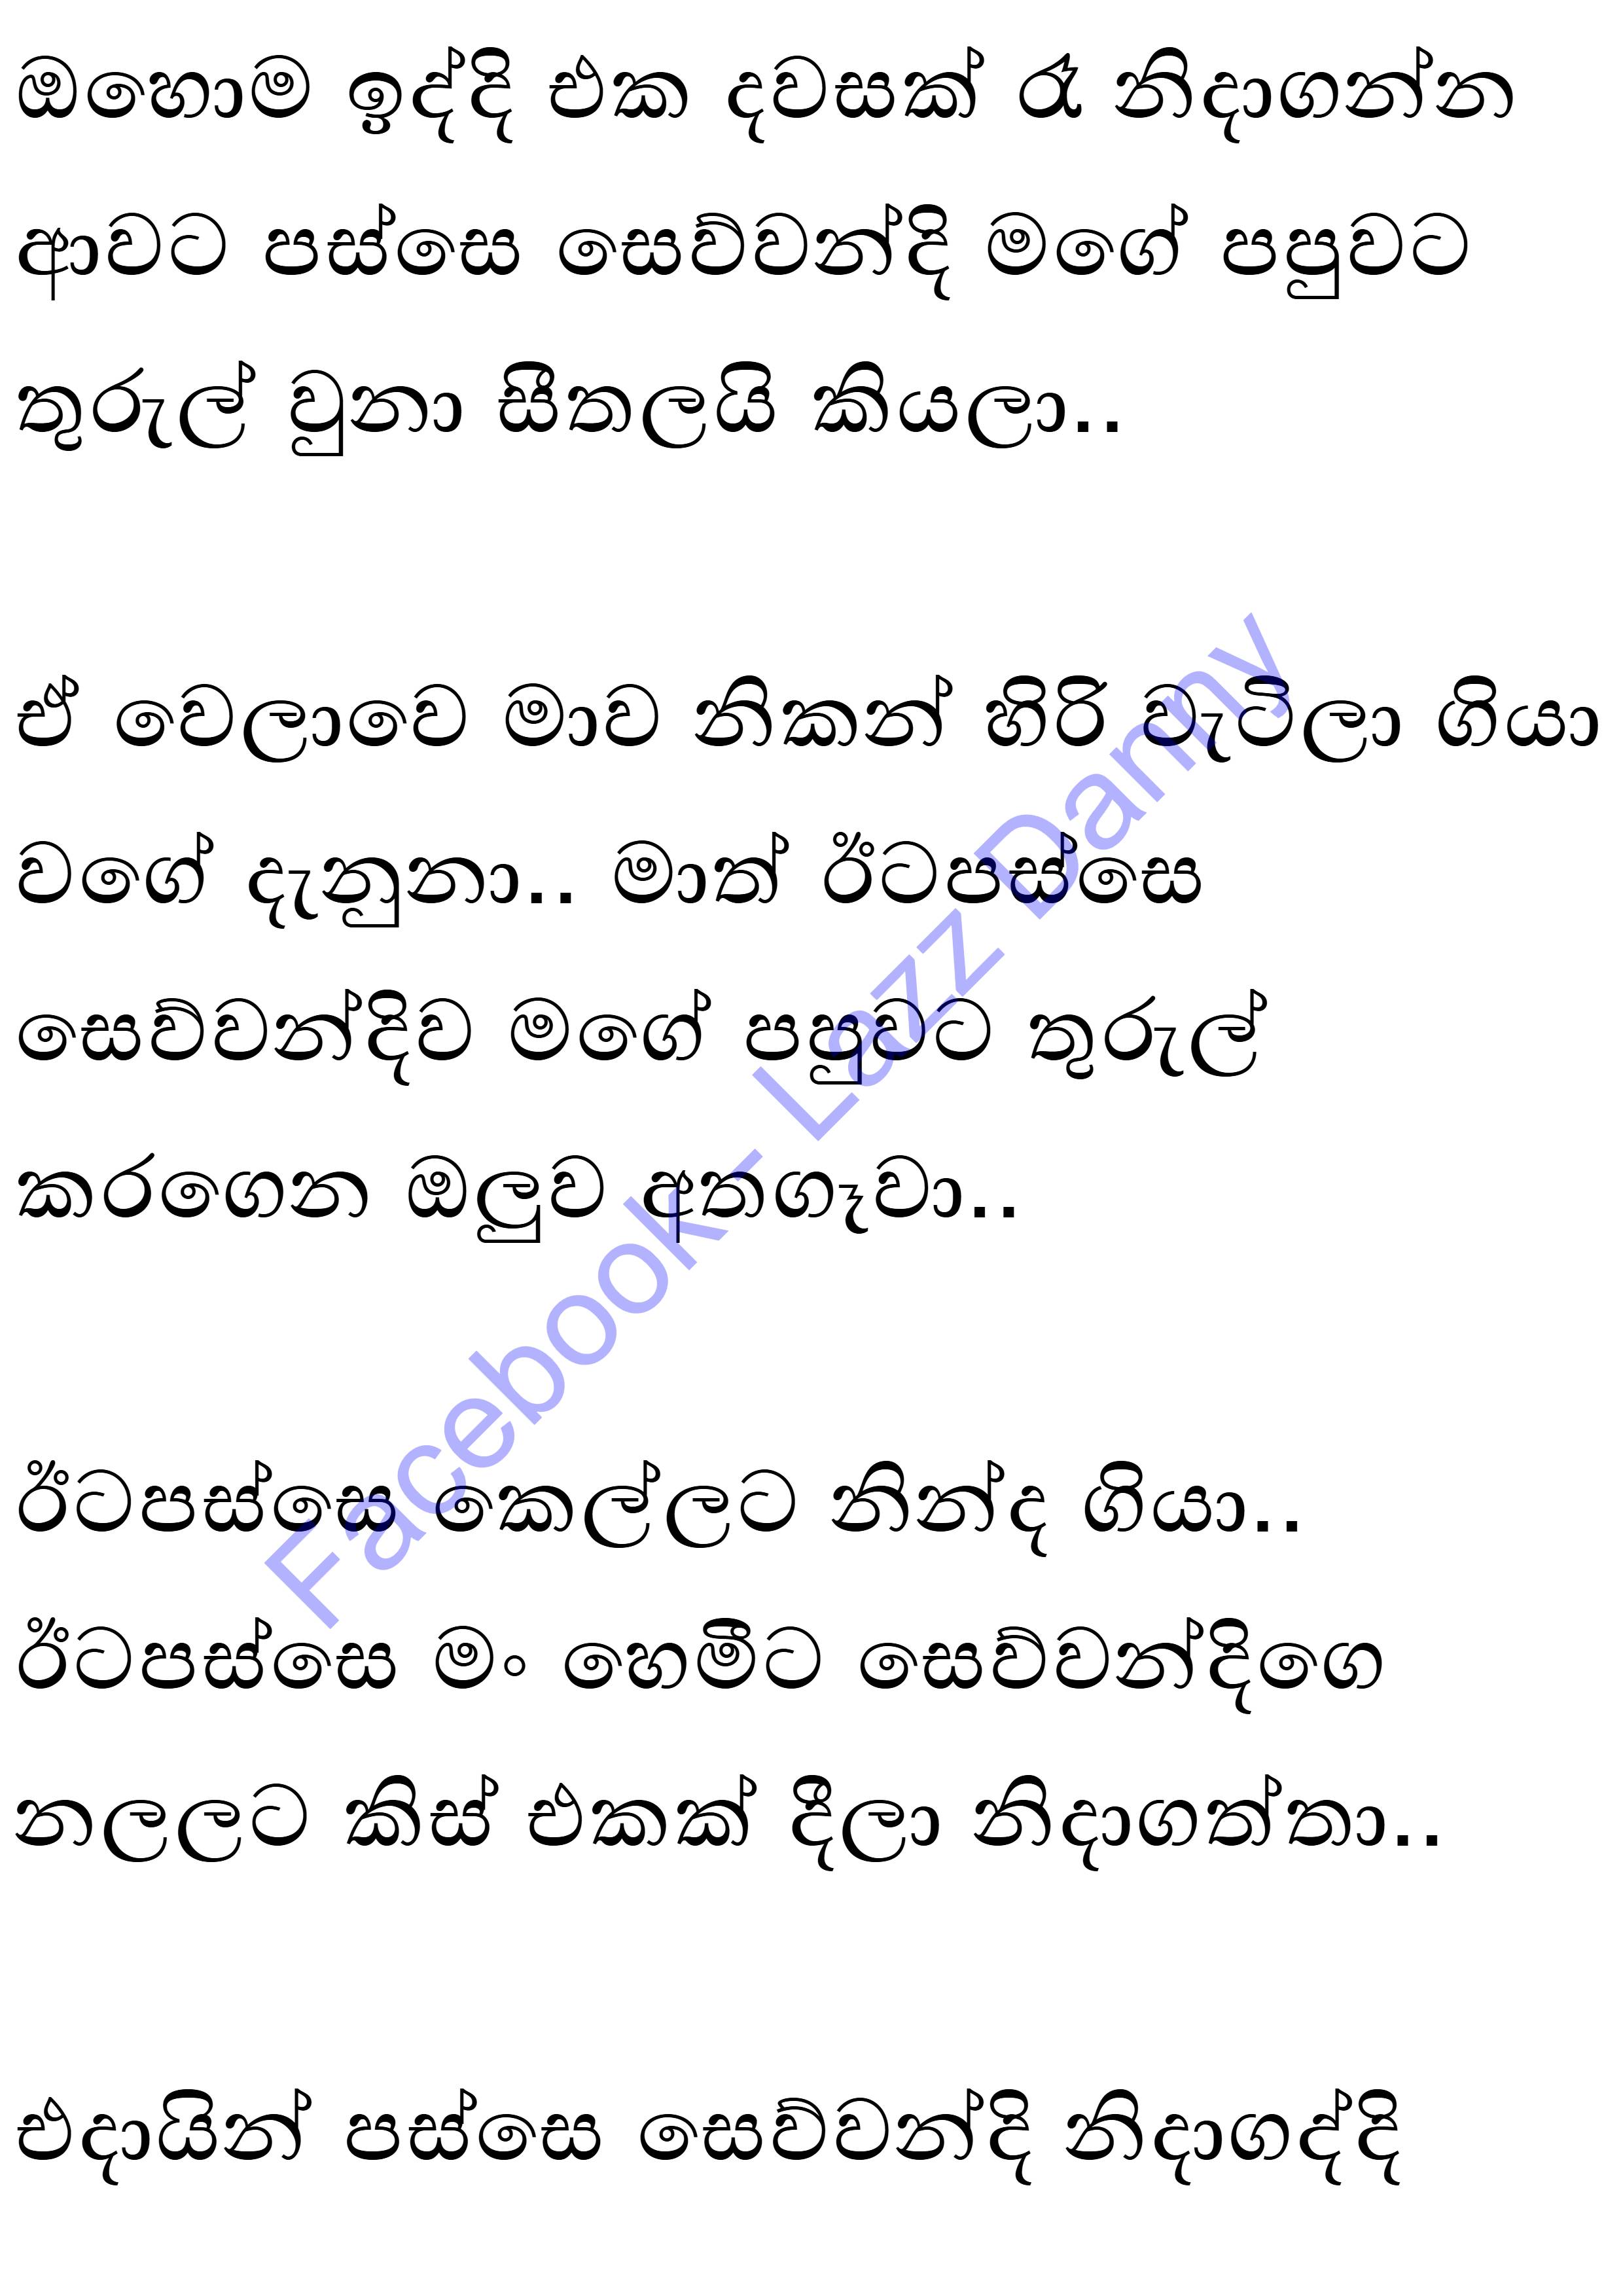 ඔහොම ඉද්දි එක දවසක් රෑ නිදාගන්න
ආවට පස්සෙ සෙව්වන්දි මගේ පපුවට
තුරුල් වුනා සීතලයි කියලා..
ඒ වෙලාවෙ මාව නිකන් හිරි වැටිලා ගියා
වගේ දැනුනා.. මාත් ඊටපස්සෙ
සෙව්වන්දිව මගේ පපුවට තුරුල්
කරගෙන ඔලුව අතගෑවා..
ඊටපස්සෙ කෙල්ලට නින්ද ගියා..
ඊටපස්සෙ මං හෙමීට සෙව්වන්දිගෙ
නලලට කිස් එකක් දීලා නිදාගත්තා..
එදායින් පස්සෙ සෙව්වන්දි නිදාගද්දි
Facebook - Lazz Danny